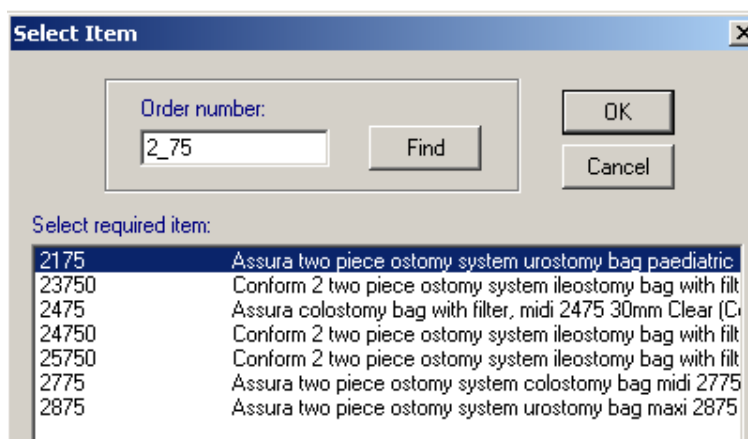 Select Item
Order number:
2_75
Find
OK
Cancel
Select required item:
2175 Assura two piece ostomy system urostomy bag paediatric
23750 Conform 2 two piece ostomy system ileostomy bag with filt
2475 Assura colostomy bag with filter, midi 2475 30mm Clear (C
24750 Conform 2 two piece ostomy system ileostomy bag with filt
25750 Conform 2 two piece ostomy system ileostomy bag with filt
2775 Assura two piece ostomy system colostomy bag midi 2775
2875 Assura two piece ostomy system urostomy bag maxi 2875